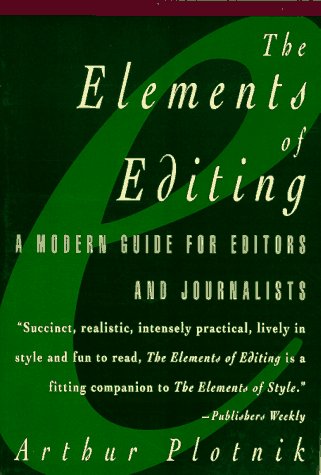 The
Elements
of
Editing
A MODERN GUIDE FOR EDITORS
AND JOURNALISTS
"Succinct, realistic, intensely practical, lively in
style and fun to read, The Elements of Editing is a
fitting companion to The Elements of Style."
—Publishers Weekly
Arthur Plotnik